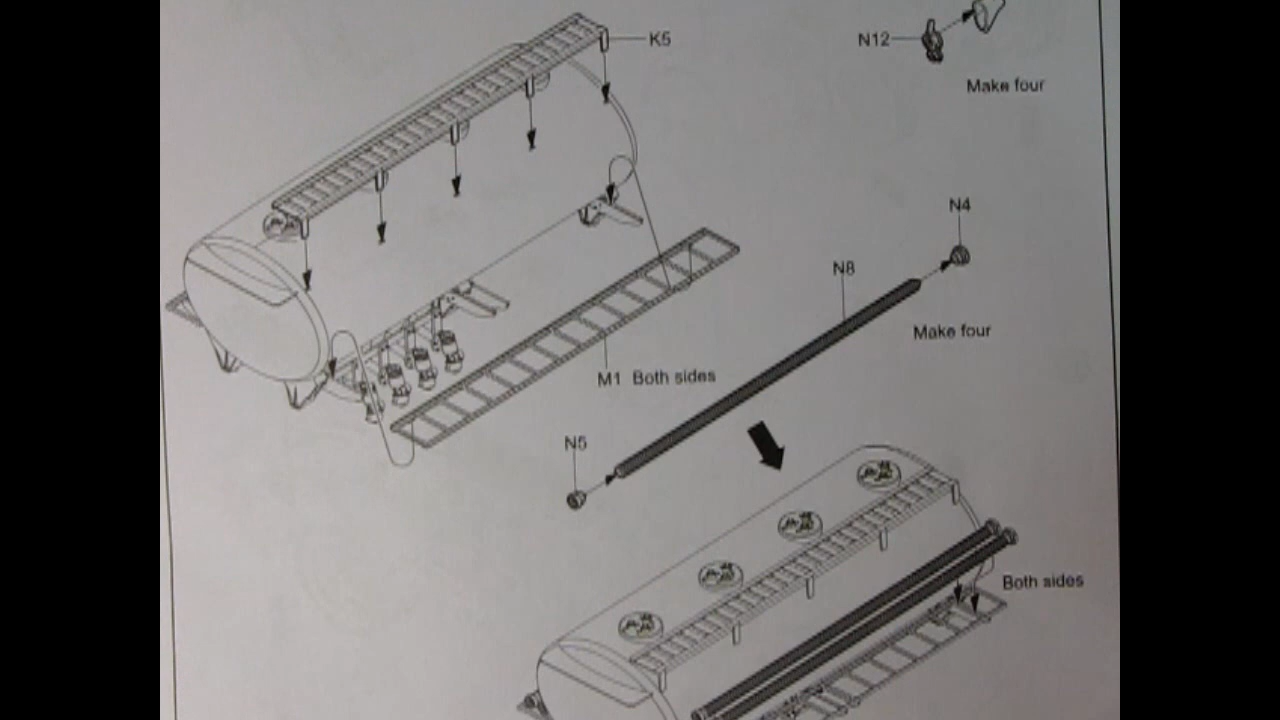 K5
N12
Make four
N4
N8
Make four
M1 Both sides
N5
Both sides